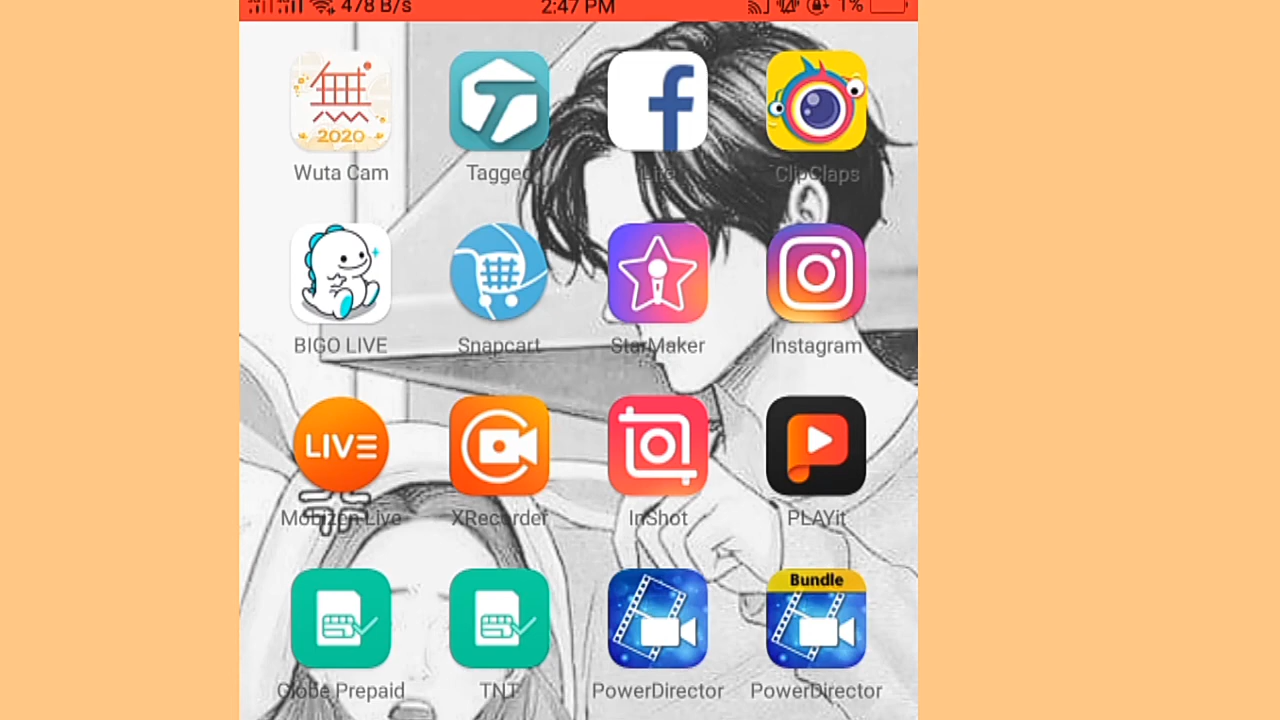 478 B/s 2:47 PM 1%
無
2020
Wuta Cam Tagged Lite ClipClaps
BIGO LIVE Snapcart StarMaker Instagram
LIVE
Mobizen Live XRecorder InShot PLAYit
Bundle
Globe Prepaid TNT PowerDirector PowerDirector